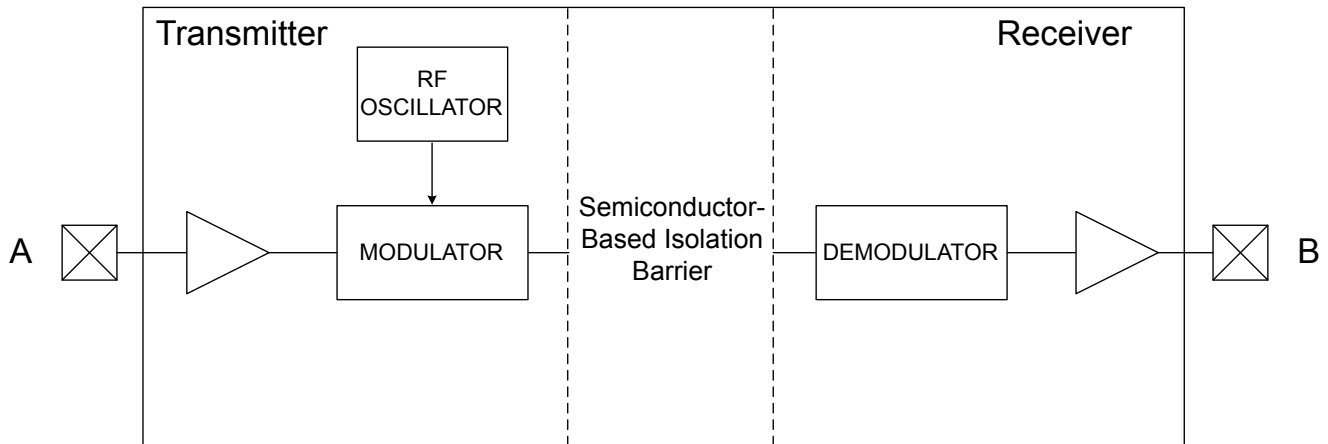 Transmitter
Receiver
RF
OSCILLATOR
A
MODULATOR
Semiconductor-
Based Isolation
Barrier
DEMODULATOR
B